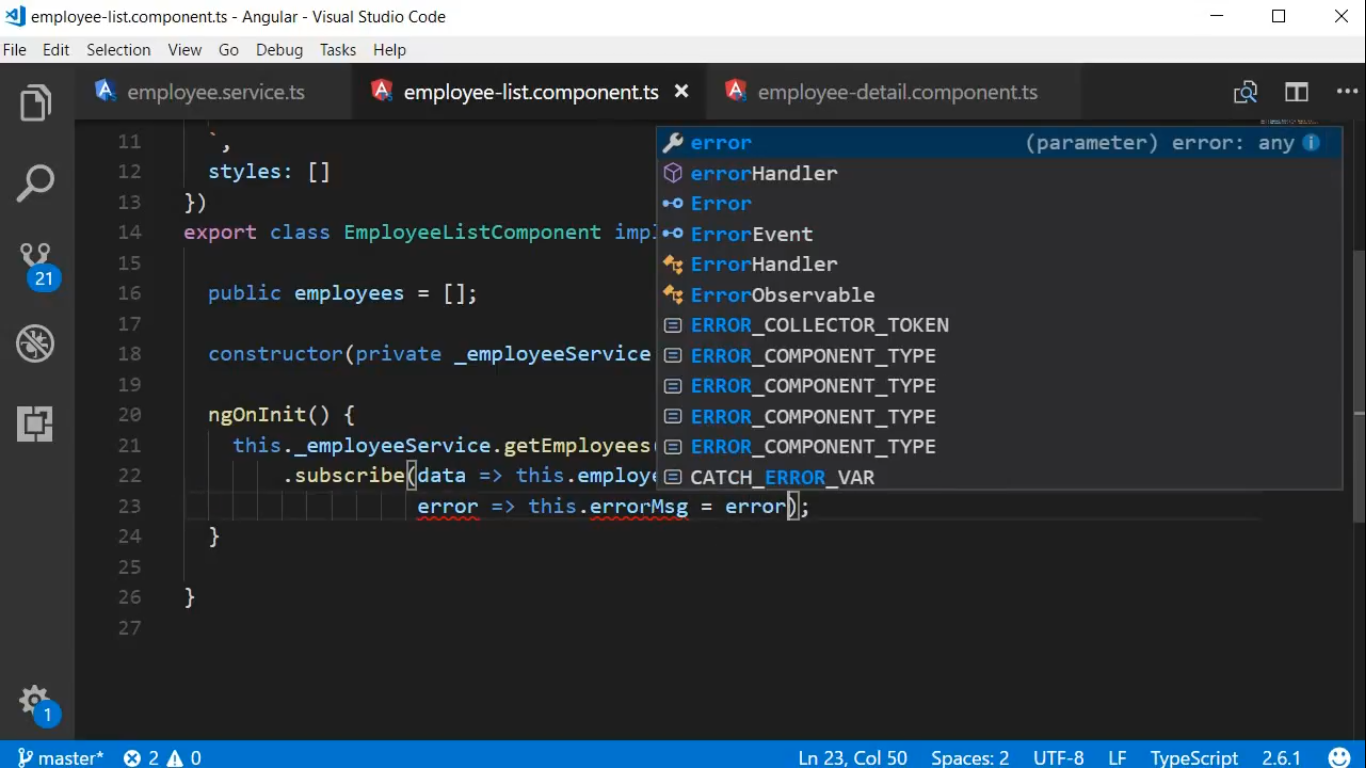 employee-list.component.ts - Angular - Visual Studio Code
File Edit Selection View Go Debug Tasks Help
employee.service.ts employee-list.component.ts employee-detail.component.ts
11 `,
12 styles: []
13 })
14 export class EmployeeListComponent impl
15
16 public employees = [];
17
18 constructor(private _employeeService
19
20 ngOnInit() {
21 this._employeeService.getEmployees(
22 .subscribe(data => this.employe
23 error => this.errorMsg = error);
24 }
25
26 }
27
error (parameter) error: any
errorHandler
Error
ErrorEvent
ErrorHandler
ErrorObservable
ERROR_COLLECTOR_TOKEN
ERROR_COMPONENT_TYPE
ERROR_COMPONENT_TYPE
ERROR_COMPONENT_TYPE
ERROR_COMPONENT_TYPE
CATCH_ERROR_VAR
21
1
master* 2 0 Ln 23, Col 50 Spaces: 2 UTF-8 LF TypeScript 2.6.1